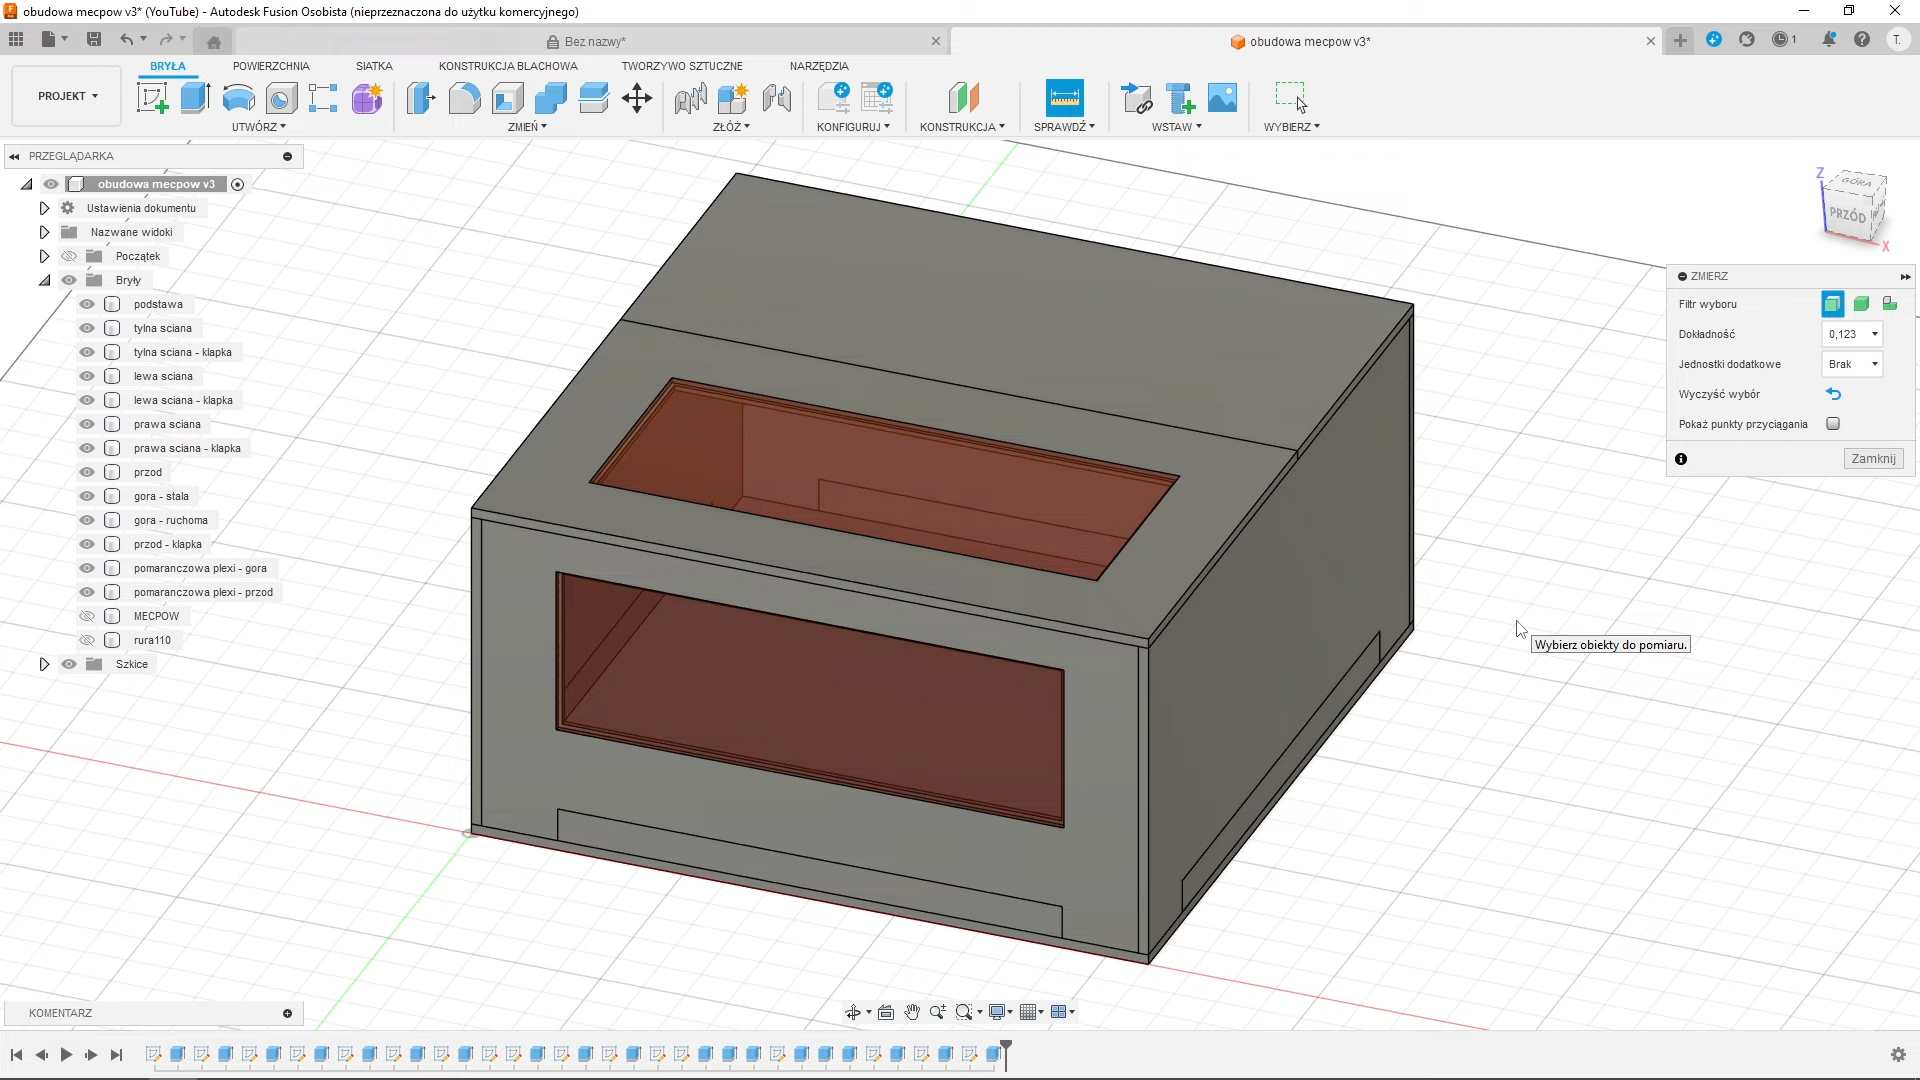 obudowa mecpow v3* (YouTube) - Autodesk Fusion Osobista (nieprzeznaczona do użytku komercyjnego)
Bez nazwy*
obudowa mecpow v3*
1
T.
BRYŁA POWIERZCHNIA SIATKA KONSTRUKCJA BLACHOWA TWORZYWO SZTUCZNE NARZĘDZIA
PROJEKT
UTWÓRZ ZMIEŃ ZŁÓŻ KONFIGURUJ KONSTRUKCJA SPRAWDŹ WSTAW WYBIERZ
PRZEGLĄDARKA
obudowa mecpow v3
Ustawienia dokumentu
Nazwane widoki
Początek
Bryły
podstawa
tylna sciana
tylna sciana - klapka
lewa sciana
lewa sciana - klapka
prawa sciana
prawa sciana - klapka
przod
gora - stala
gora - ruchoma
przod - klapka
pomaranczowa plexi - gora
pomaranczowa plexi - przod
MECPOW
rura110
Szkice
Z
GÓRA
PRZÓD
X
ZMIERZ
Filtr wyboru
Dokładność 0,123
Jednostki dodatkowe Brak
Wyczyść wybór
Pokaż punkty przyciągania
Zamknij
Wybierz obiekty do pomiaru.
KOMENTARZ